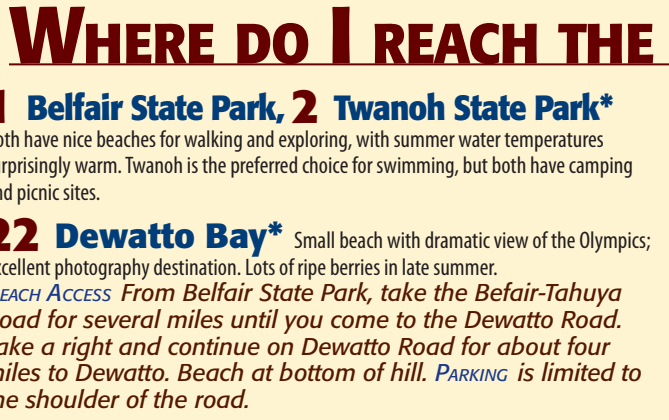 WHERE DO I REACH THE
1 Belfair State Park, 2 Twanoh State Park*
oth have nice beaches for walking and exploring, with summer water temperatures
urprisingly warm. Twanoh is the preferred choice for swimming, but both have camping
nd picnic sites.
22 Dewatto Bay* Small beach with dramatic view of the Olympics;
xcellent photography destination. Lots of ripe berries in late summer.
EACH ACCESS From Belfair State Park, take the Befair-Tahuya
oad for several miles until you come to the Dewatto Road.
ake a right and continue on Dewatto Road for about four
miles to Dewatto. Beach at bottom of hill. PARKING is limited to
he shoulder of the road.